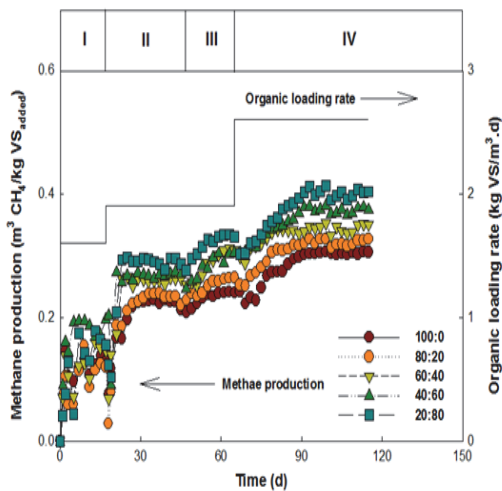 I II III IV
0.6 3
Organic loading rate
0.4 2
0.2 1
100:0
80:20
Methae production 60:40
40:60
20:80
0.0 0
0 30 60 90 120 150
Time (d)
Methane production (m³ CH₄/kg VS_added)
Organic loading rate (kg VS/m³.d)